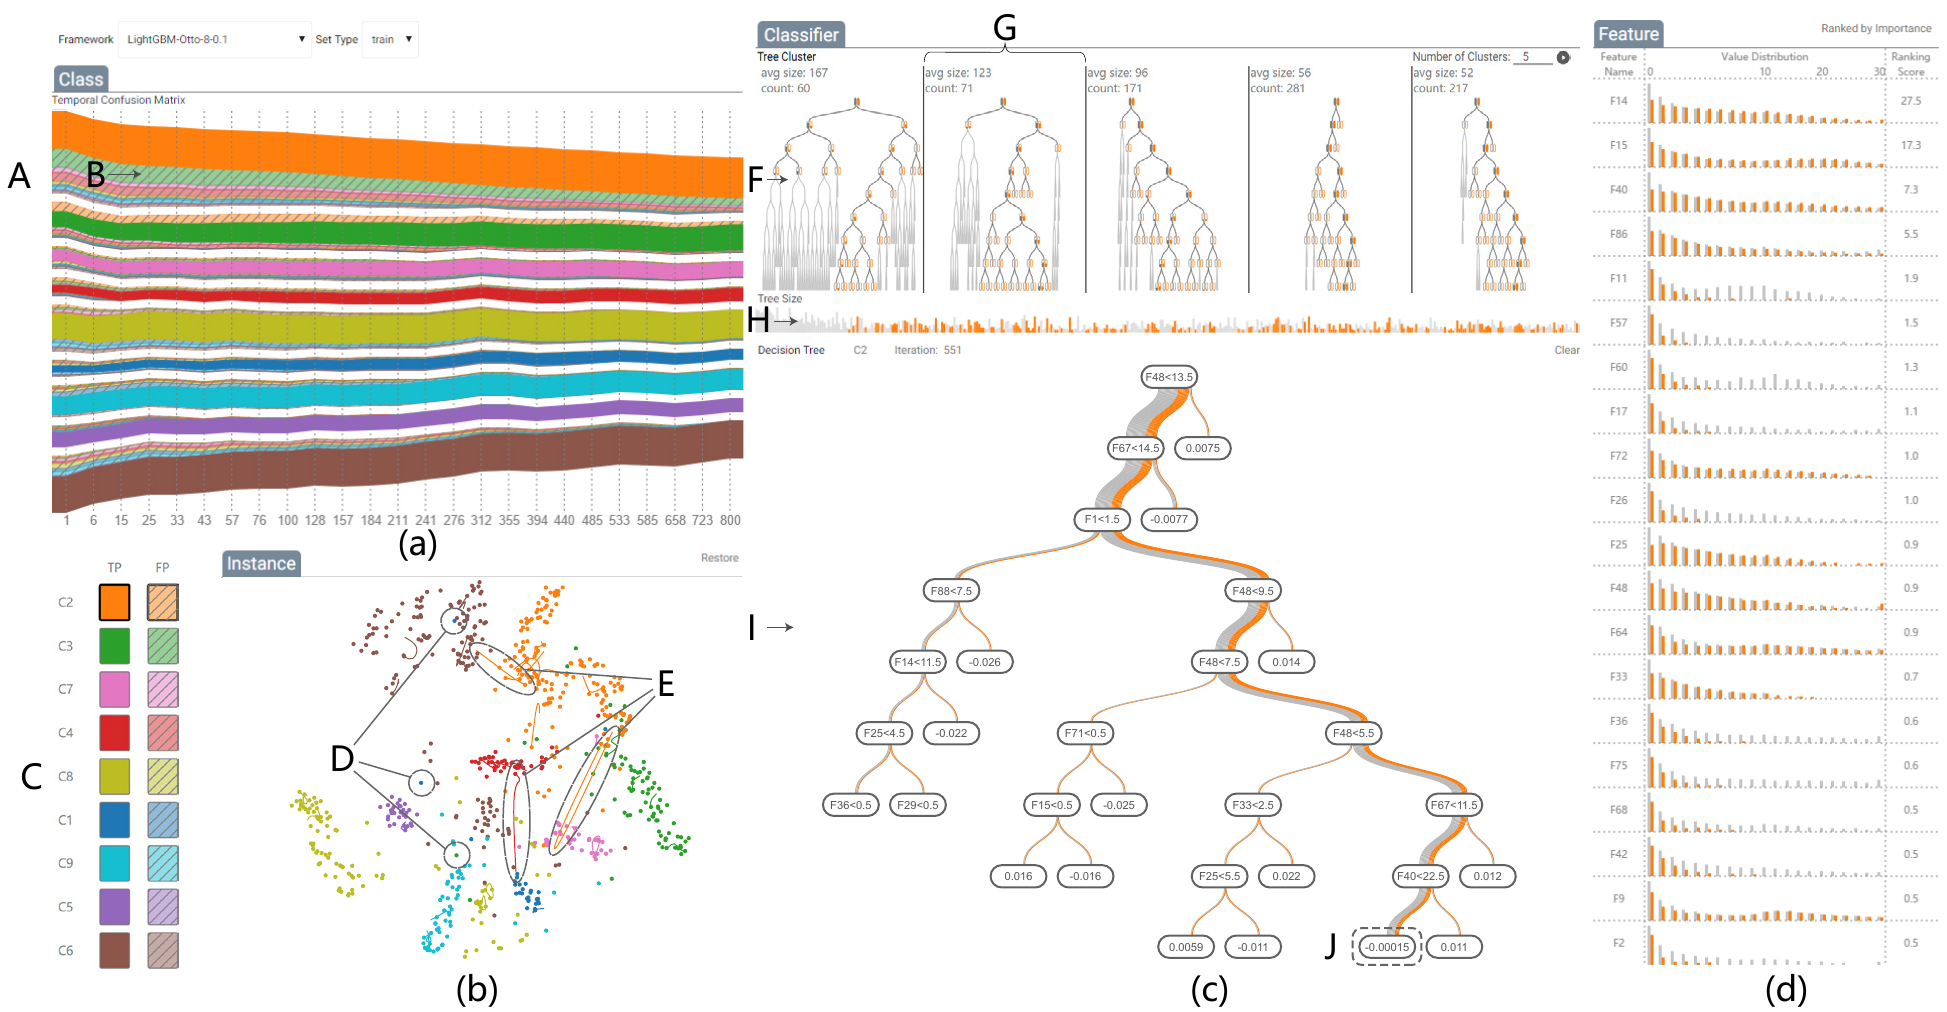 Framework LightGBM-Otto-8-0.1 Set Type train
Class
Temporal Confusion Matrix
A
B
1 6 15 25 33 43 57 76 100 128 157 184 211 241 276 312 355 394 440 485 533 585 658 723 800
(a)
TP FP
C2
C3
C7
C4
C8
C1
C9
C5
C6
C
Instance
Restore
D
E
(b)
Classifier
G
Tree Cluster
Number of Clusters: 5
avg size: 167
count: 60
avg size: 123
count: 71
avg size: 96
count: 171
avg size: 56
count: 281
avg size: 52
count: 217
F
Tree Size
H
Decision Tree C2 Iteration: 551 Clear
F48<13.5
F67<14.5 0.0075
F1<1.5 -0.0077
F88<7.5 F48<9.5
I
F14<11.5 -0.026 F48<7.5 0.014
F25<4.5 -0.022 F71<0.5 F48<5.5
F36<0.5 F29<0.5 F15<0.5 -0.025 F33<2.5 F67<11.5
0.016 -0.016 F25<5.5 0.022 F40<22.5 0.012
0.0059 -0.011 J -0.00015 0.011
(c)
Feature
Ranked by Importance
Feature Value Distribution Ranking
Name 0 10 20 30 Score
F14 27.5
F15 17.3
F40 7.3
F86 5.5
F11 1.9
F57 1.5
F60 1.3
F17 1.1
F72 1.0
F26 1.0
F25 0.9
F48 0.9
F64 0.9
F33 0.7
F36 0.6
F75 0.6
F68 0.5
F42 0.5
F9 0.5
F2 0.5
(d)